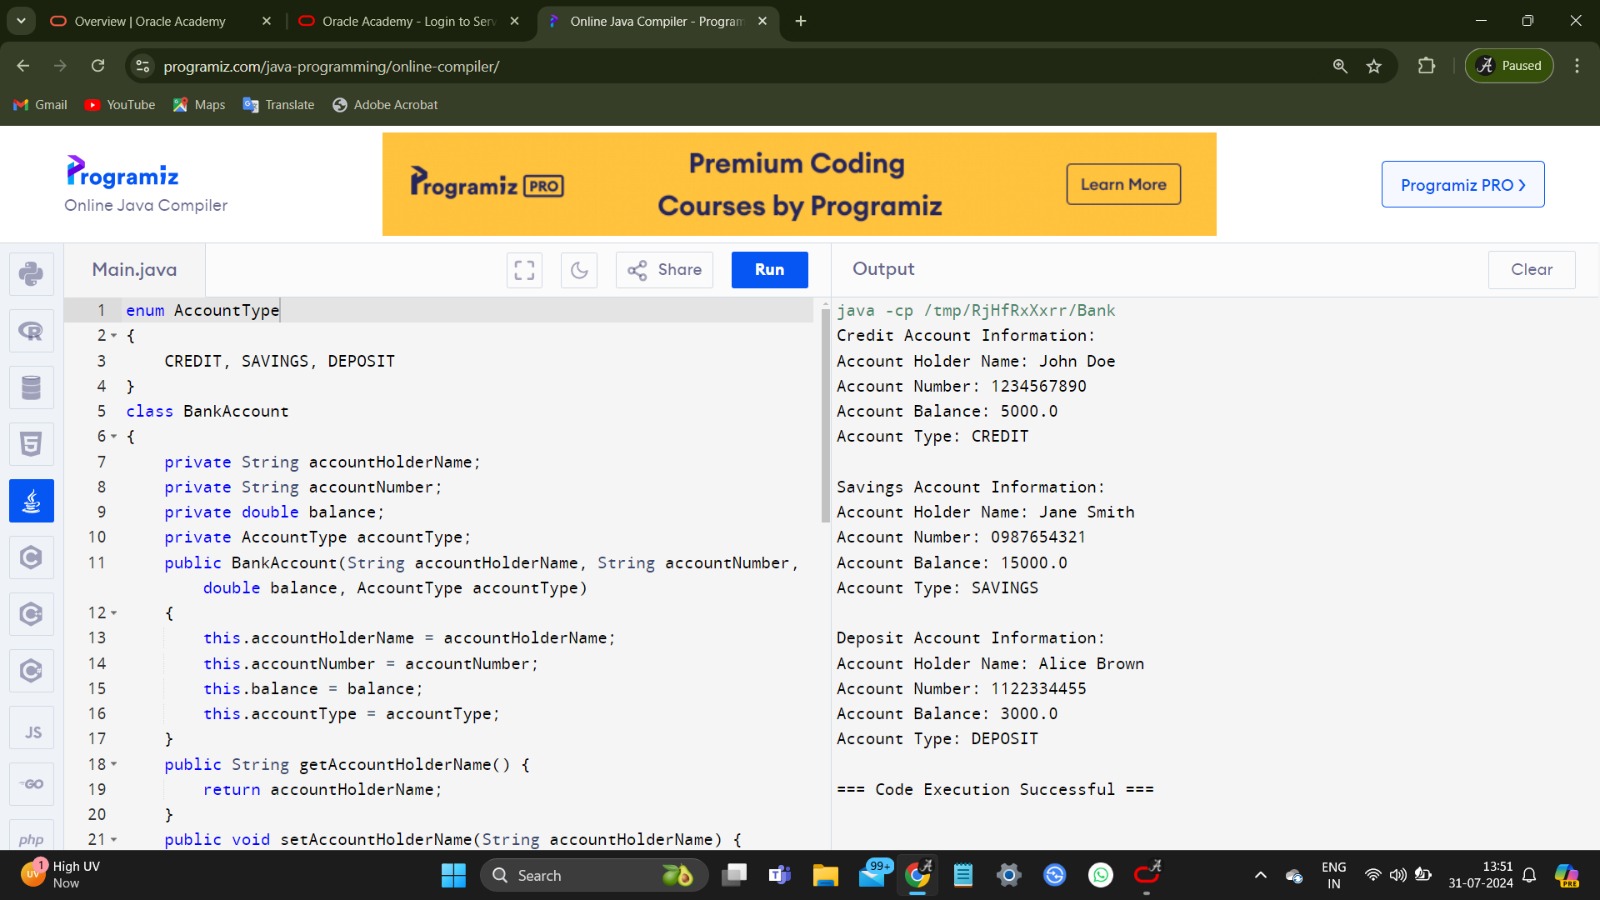 Overview | Oracle Academy
Oracle Academy - Login to Serv
Online Java Compiler - Program
programiz.com/java-programming/online-compiler/
Paused
Gmail
YouTube
Maps
Translate
Adobe Acrobat
Programiz
Online Java Compiler
Programiz PRO
Premium Coding
Courses by Programiz
Learn More
Programiz PRO >
Main.java
Share
Run
Output
Clear
1 enum AccountType
2 {
3 CREDIT, SAVINGS, DEPOSIT
4 }
5 class BankAccount
6 {
7 private String accountHolderName;
8 private String accountNumber;
9 private double balance;
10 private AccountType accountType;
11 public BankAccount(String accountHolderName, String accountNumber,
double balance, AccountType accountType)
12 {
13 this.accountHolderName = accountHolderName;
14 this.accountNumber = accountNumber;
15 this.balance = balance;
16 this.accountType = accountType;
17 }
18 public String getAccountHolderName() {
19 return accountHolderName;
20 }
21 public void setAccountHolderName(String accountHolderName) {
java -cp /tmp/RjHfRxXxrr/Bank
Credit Account Information:
Account Holder Name: John Doe
Account Number: 1234567890
Account Balance: 5000.0
Account Type: CREDIT
Savings Account Information:
Account Holder Name: Jane Smith
Account Number: 0987654321
Account Balance: 15000.0
Account Type: SAVINGS
Deposit Account Information:
Account Holder Name: Alice Brown
Account Number: 1122334455
Account Balance: 3000.0
Account Type: DEPOSIT
=== Code Execution Successful ===
JS
GO
php
1
UV
High UV
Now
Search
99+
ENG
IN
13:51
31-07-2024
PRE